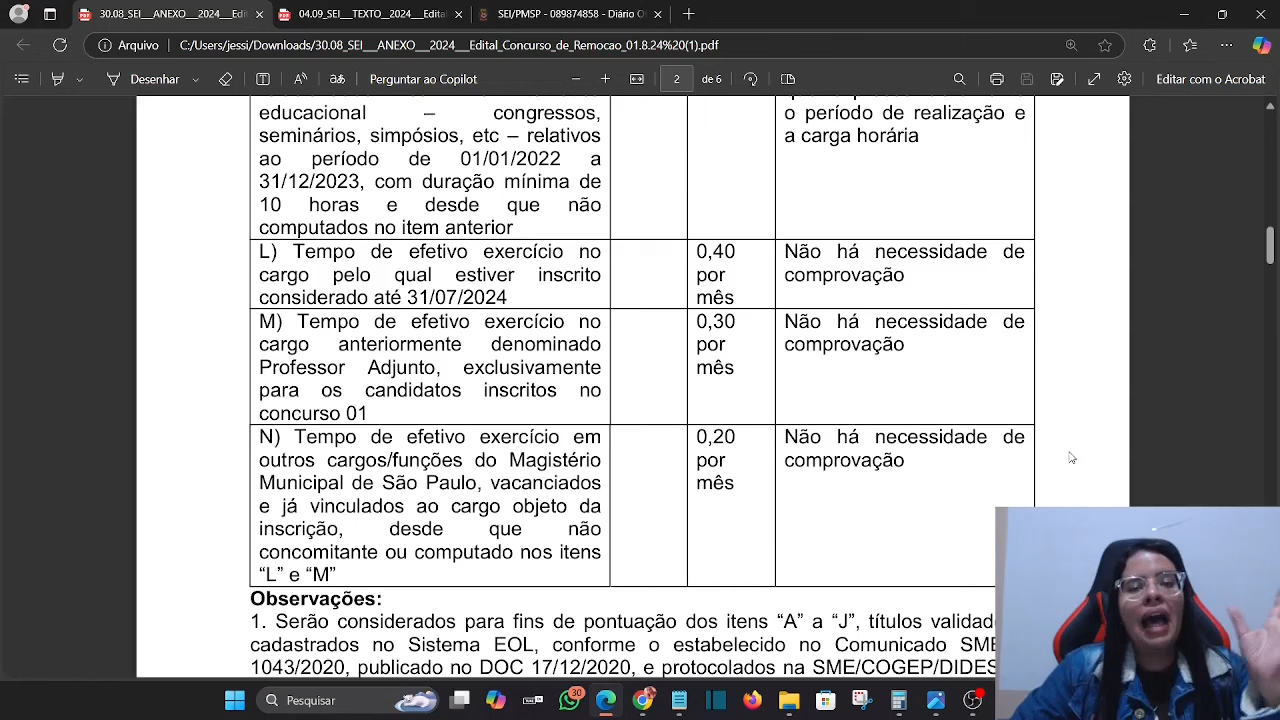 30.08_SEI__ANEXO__2024__Edit
04.09_SEI__TEXTO__2024__Edital
SEI/PMSP - 089874858 - Diário O
Arquivo
C:/Users/jessi/Downloads/30.08_SEI__ANEXO__2024__Edital_Concurso_de_Remocao_01.8.24%20(1).pdf
Desenhar
Perguntar ao Copilot
2
de 6
Editar com o Acrobat
educacional – congressos,
seminários, simpósios, etc – relativos
ao período de 01/01/2022 a
31/12/2023, com duração mínima de
10 horas e desde que não
computados no item anterior
o período de realização e
a carga horária
L) Tempo de efetivo exercício no
cargo pelo qual estiver inscrito
considerado até 31/07/2024
0,40
por
mês
Não há necessidade de
comprovação
M) Tempo de efetivo exercício no
cargo anteriormente denominado
Professor Adjunto, exclusivamente
para os candidatos inscritos no
concurso 01
0,30
por
mês
Não há necessidade de
comprovação
N) Tempo de efetivo exercício em
outros cargos/funções do Magistério
Municipal de São Paulo, vacanciados
e já vinculados ao cargo objeto da
inscrição, desde que não
concomitante ou computado nos itens
“L” e “M”
0,20
por
mês
Não há necessidade de
comprovação
Observações:
1. Serão considerados para fins de pontuação dos itens “A” a “J”, títulos validad
cadastrados no Sistema EOL, conforme o estabelecido no Comunicado SME
1043/2020, publicado no DOC 17/12/2020, e protocolados na SME/COGEP/DIDES
Pesquisar
30